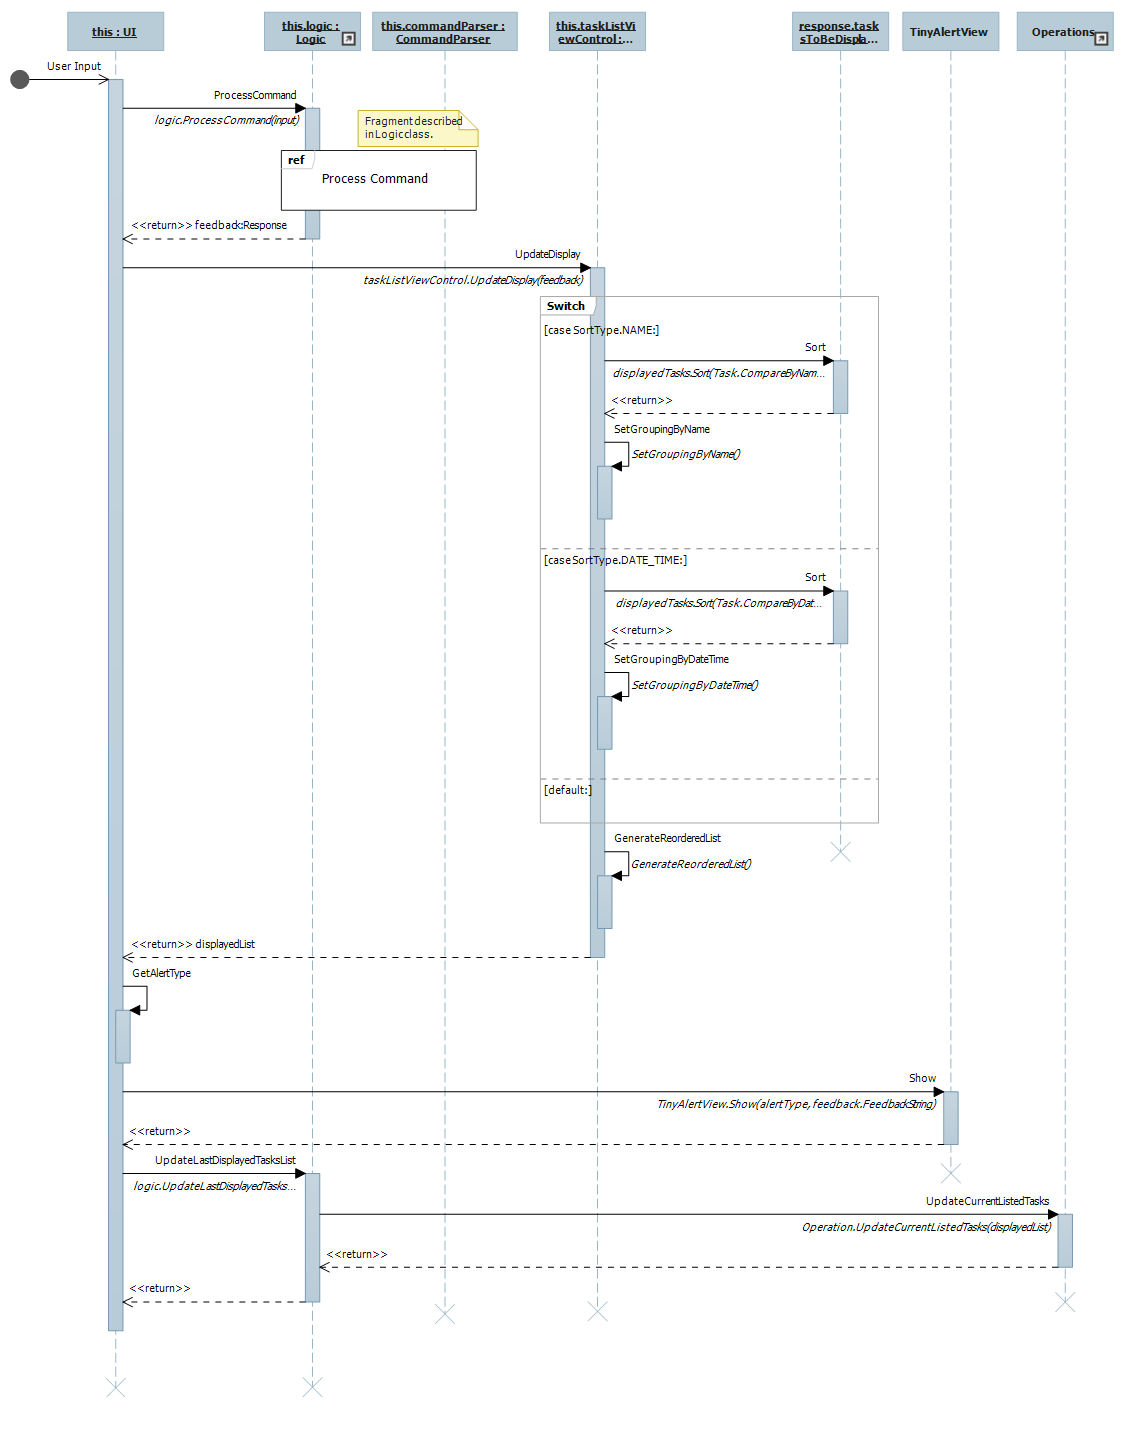 this : UI
this.logic :
Logic
this.commandParser :
CommandParser
this.taskListVi
ewControl :...
response.task
sToBeDispla...
TinyAlertView
Operations
User Input
ProcessCommand
logic.ProcessCommand(input)
Fragment described
in Logic class.
ref
Process Command
<<return>> feedback:Response
UpdateDisplay
taskListViewControl.UpdateDisplay(feedback)
Switch
[case SortType.NAME:]
Sort
displayedTasks.Sort(Task.CompareByNam...
<<return>>
SetGroupingByName
SetGroupingByName()
[case SortType.DATE_TIME:]
Sort
displayedTasks.Sort(Task.CompareByDat...
<<return>>
SetGroupingByDateTime
SetGroupingByDateTime()
[default:]
GenerateReorderedList
GenerateReorderedList()
<<return>> displayedList
GetAlertType
Show
TinyAlertView.Show(alertType, feedback.FeedbackString)
<<return>>
UpdateLastDisplayedTasksList
logic.UpdateLastDisplayedTasks...
UpdateCurrentListedTasks
Operation.UpdateCurrentListedTasks(displayedList)
<<return>>
<<return>>